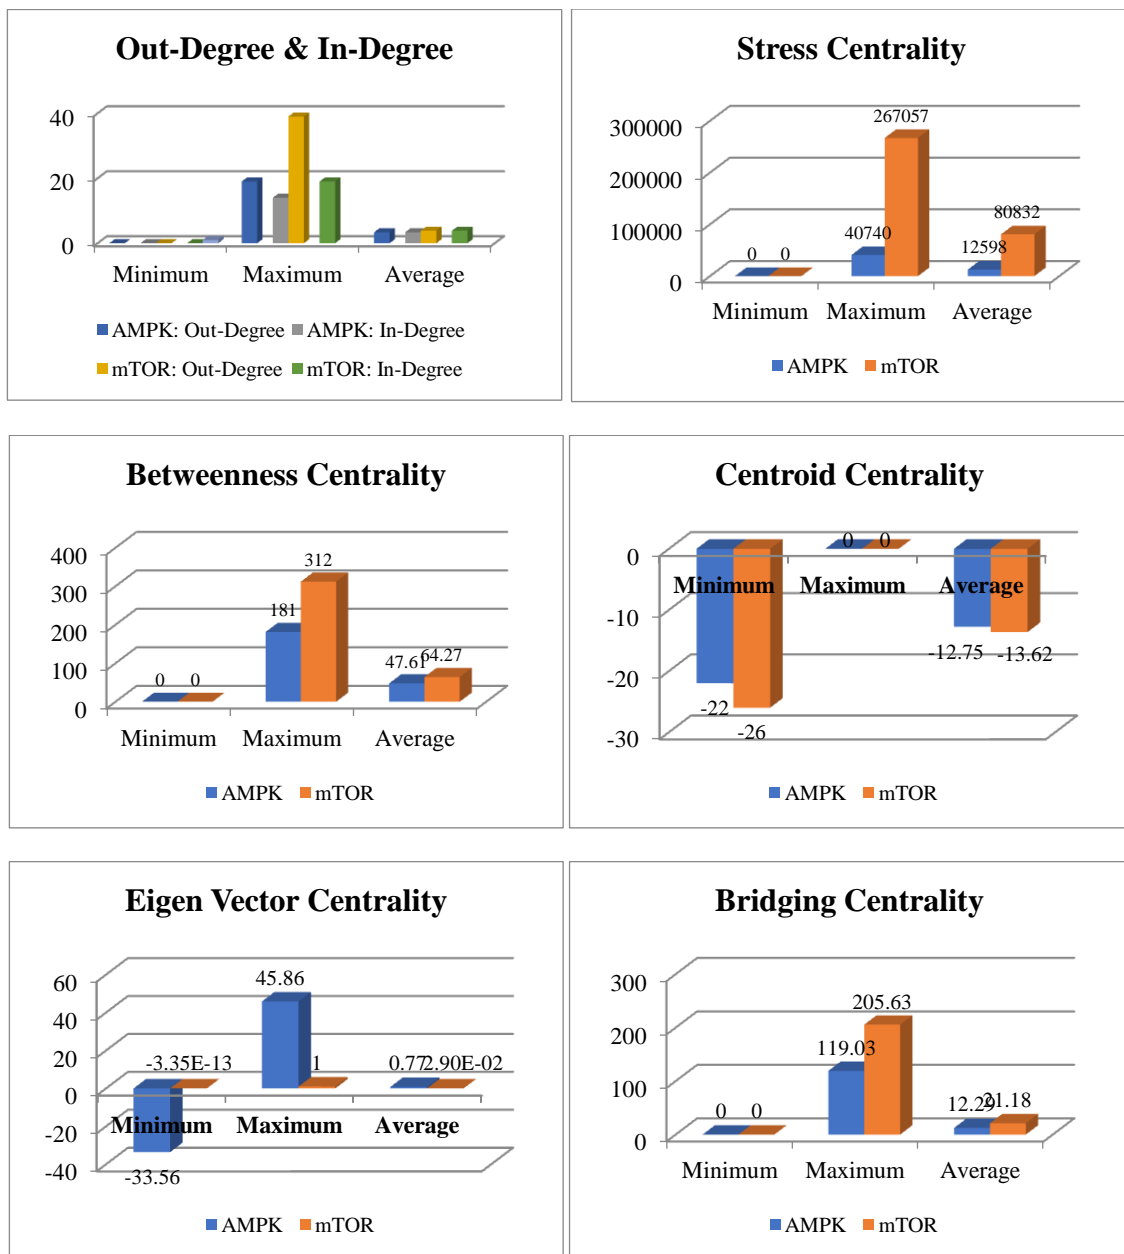 Out-Degree & In-Degree
40
20
0
Minimum Maximum Average
AMPK: Out-Degree AMPK: In-Degree
mTOR: Out-Degree mTOR: In-Degree
Stress Centrality
267057
300000
200000
80832
100000
40740
12598
0 0
0
Minimum Maximum Average
AMPK mTOR
Betweenness Centrality
400
312
300
181
200
100
47.61 64.27
0 0
0
Minimum Maximum Average
AMPK mTOR
Centroid Centrality
0 0
0
Minimum Maximum Average
-10
-12.75 -13.62
-20
-22
-26
-30
AMPK mTOR
Eigen Vector Centrality
60
45.86
40
20
-3.35E-13 1 0.77 2.90E-02
0
Minimum Maximum Average
-20
-40
-33.56
AMPK mTOR
Bridging Centrality
300
205.63
200
119.03
100
12.29 21.18
0 0
0
Minimum Maximum Average
AMPK mTOR